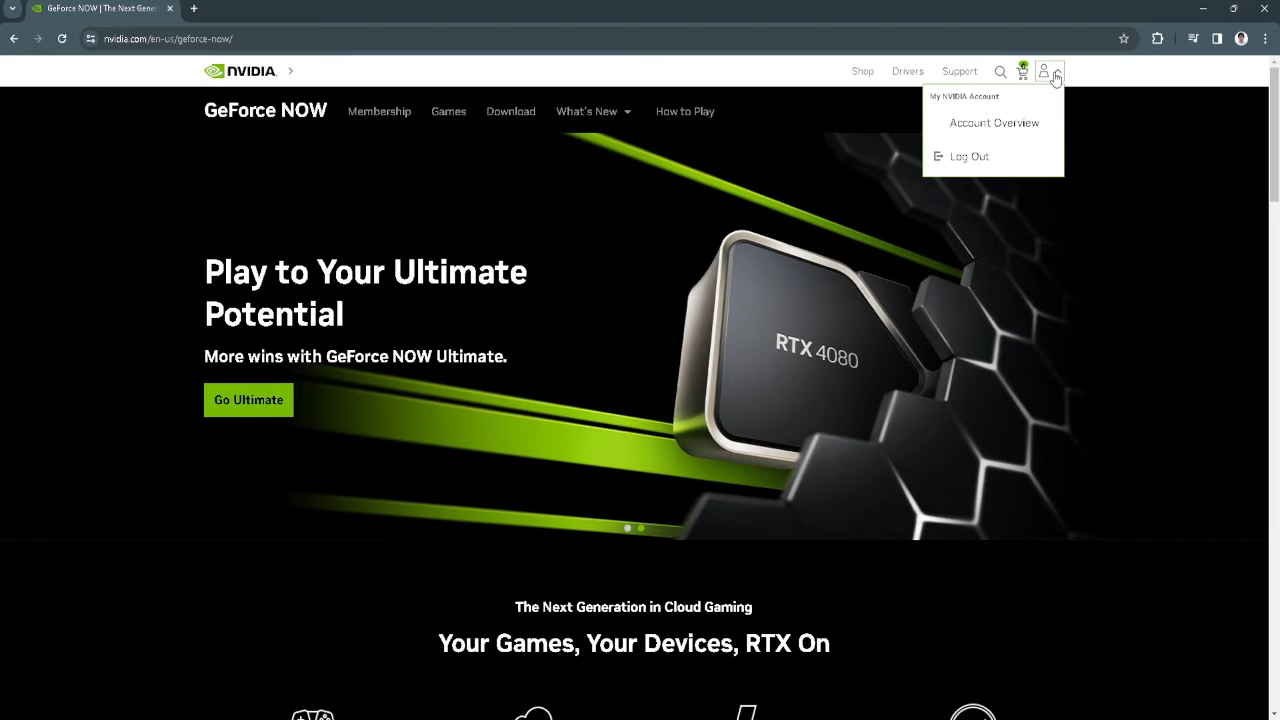 GeForce NOW | The Next Gener
nvidia.com/en-us/geforce-now/
NVIDIA.
Shop
Drivers
Support
My NVIDIA Account
Account Overview
Log Out
GeForce NOW
Membership
Games
Download
What's New
How to Play
Play to Your Ultimate
Potential
More wins with GeForce NOW Ultimate.
Go Ultimate
RTX 4080
The Next Generation in Cloud Gaming
Your Games, Your Devices, RTX On